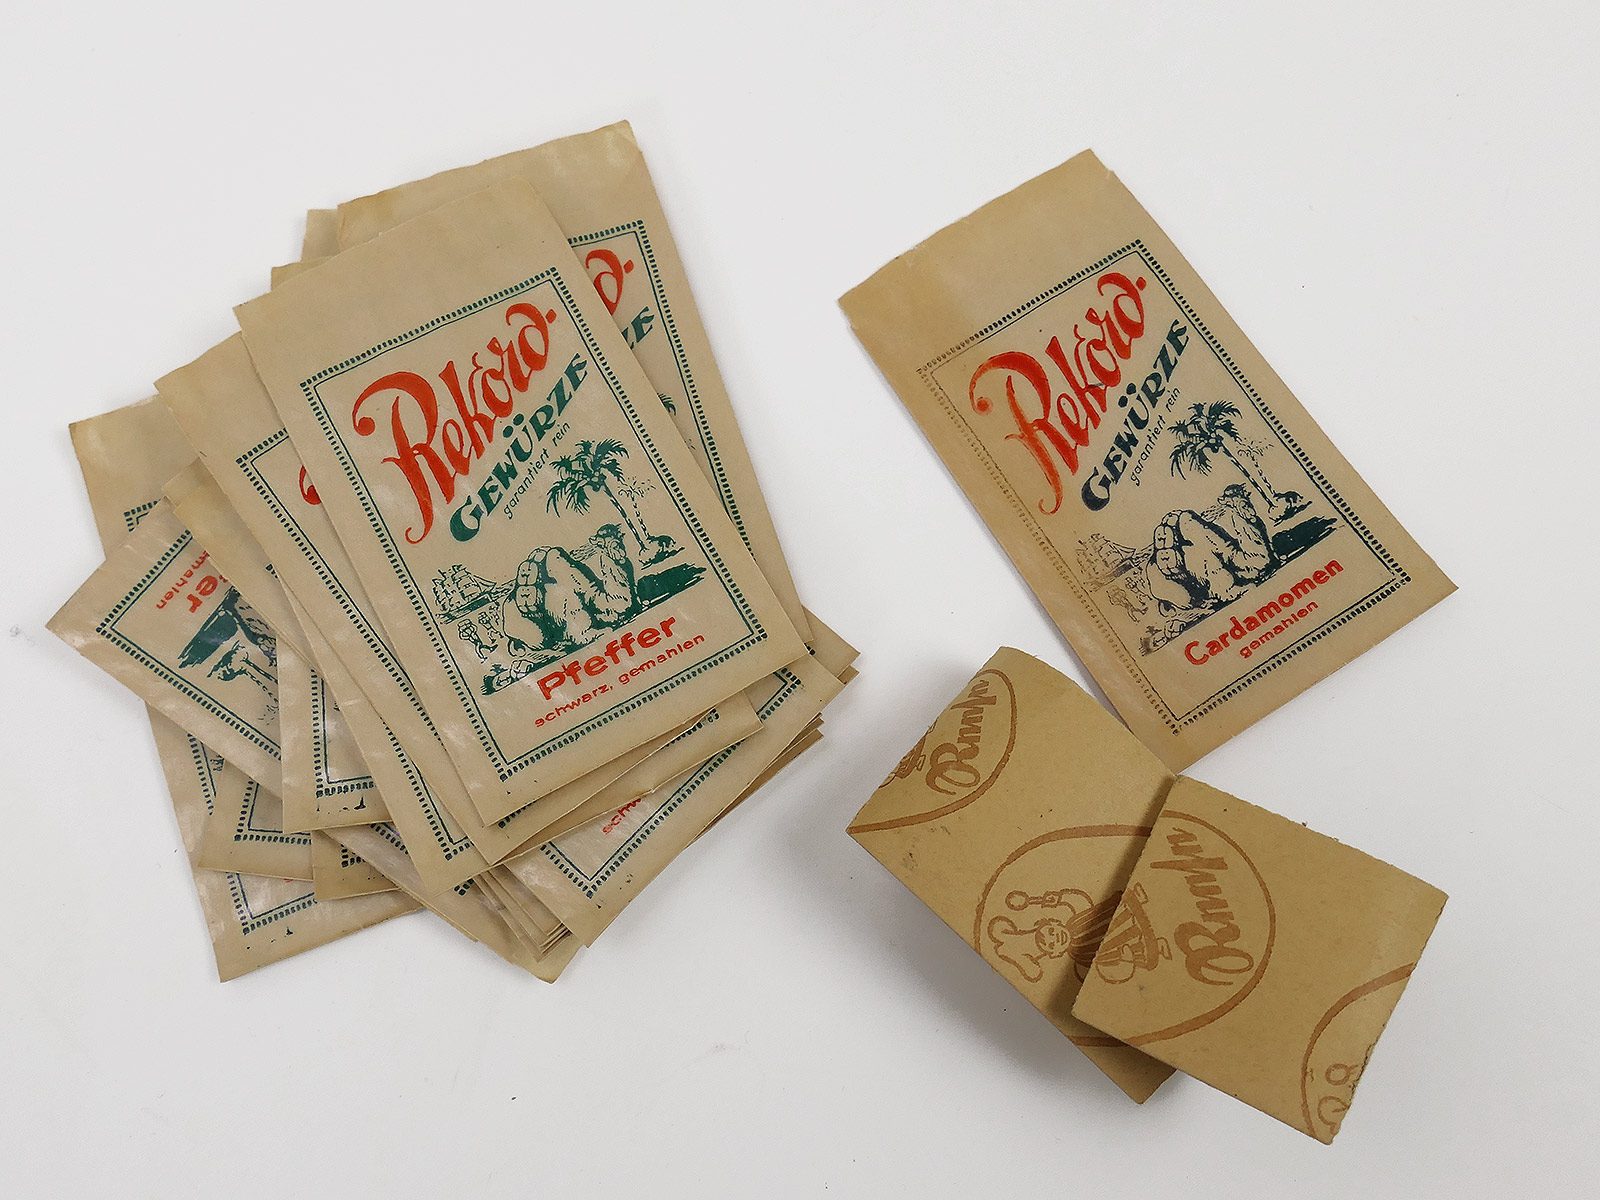 Rekord
GEWÜRZE
garantiert rein
Pfeffer
schwarz, gemahlen
Rekord
GEWÜRZE
garantiert rein
Cardamomen
gemahlen